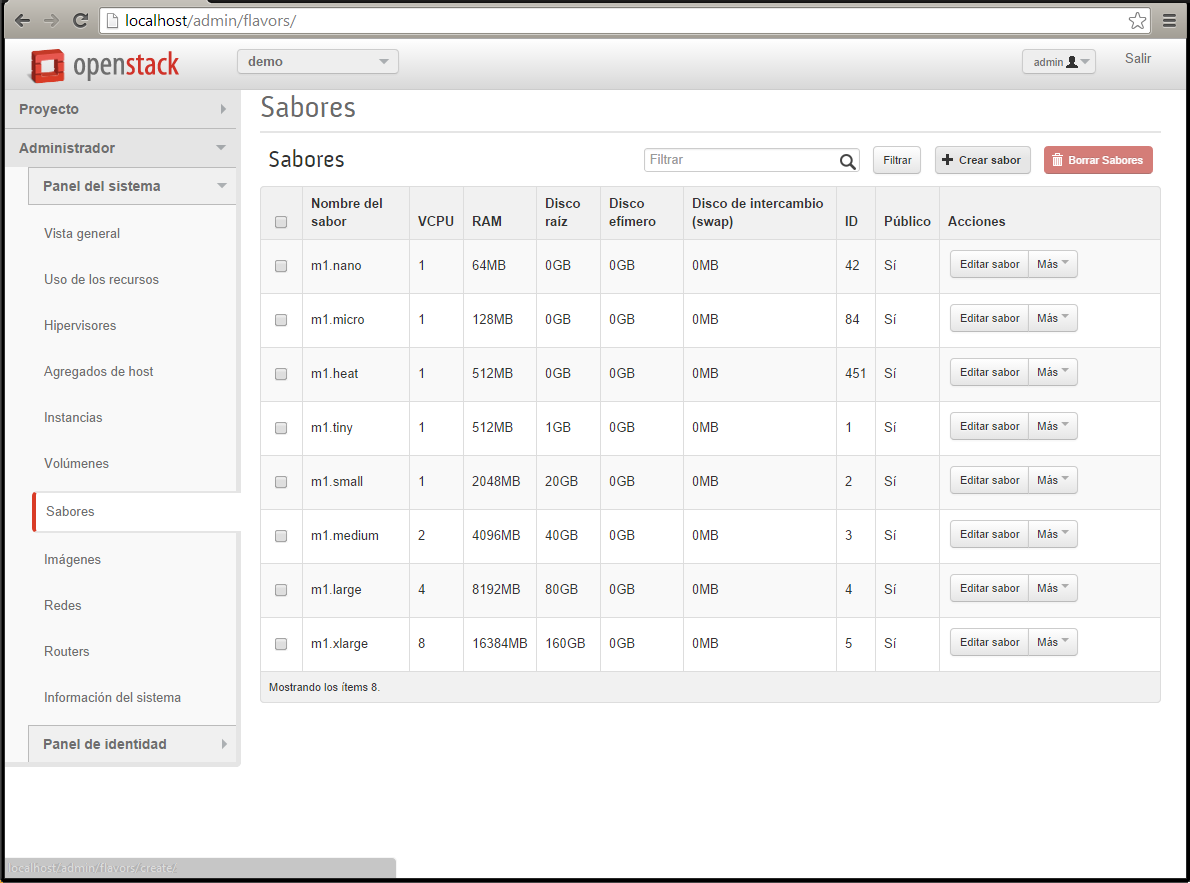 localhost/admin/flavors/
openstack demo admin Salir
Proyecto
Administrador
Panel del sistema
Vista general
Uso de los recursos
Hipervisores
Agregados de host
Instancias
Volúmenes
Sabores
Imágenes
Redes
Routers
Información del sistema
Panel de identidad
Sabores
Sabores Filtrar Filtrar Crear sabor Borrar Sabores
Nombre del sabor VCPU RAM Disco raíz Disco efímero Disco de intercambio (swap) ID Público Acciones
m1.nano 1 64MB 0GB 0GB 0MB 42 Sí Editar sabor Más
m1.micro 1 128MB 0GB 0GB 0MB 84 Sí Editar sabor Más
m1.heat 1 512MB 0GB 0GB 0MB 451 Sí Editar sabor Más
m1.tiny 1 512MB 1GB 0GB 0MB 1 Sí Editar sabor Más
m1.small 1 2048MB 20GB 0GB 0MB 2 Sí Editar sabor Más
m1.medium 2 4096MB 40GB 0GB 0MB 3 Sí Editar sabor Más
m1.large 4 8192MB 80GB 0GB 0MB 4 Sí Editar sabor Más
m1.xlarge 8 16384MB 160GB 0GB 0MB 5 Sí Editar sabor Más
Mostrando los ítems 8.
localhost/admin/flavors/create/